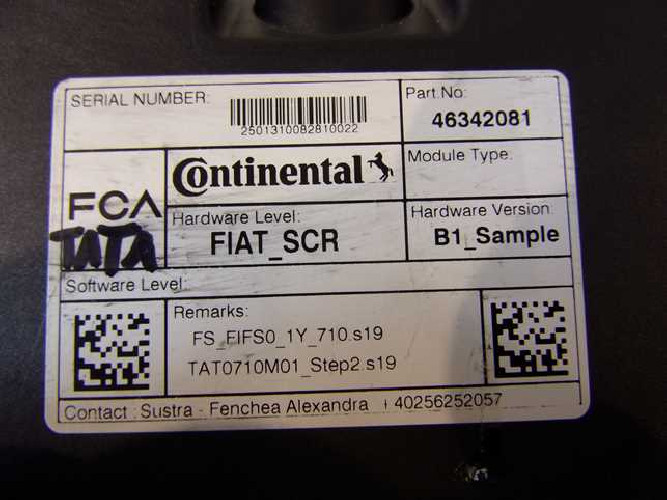 SERIAL NUMBER:
2501310082810022
Part.No:
46342081
FCA
TATA
Continental
Module Type:
Hardware Level:
FIAT_SCR
Hardware Version
B1_Sample
Software Level:
Remarks:
FS_FIFS0_1Y_710.s19
TAT0710M01_Step2.s19
Contact : Sustra - Fenchea Alexandra + 40256252057